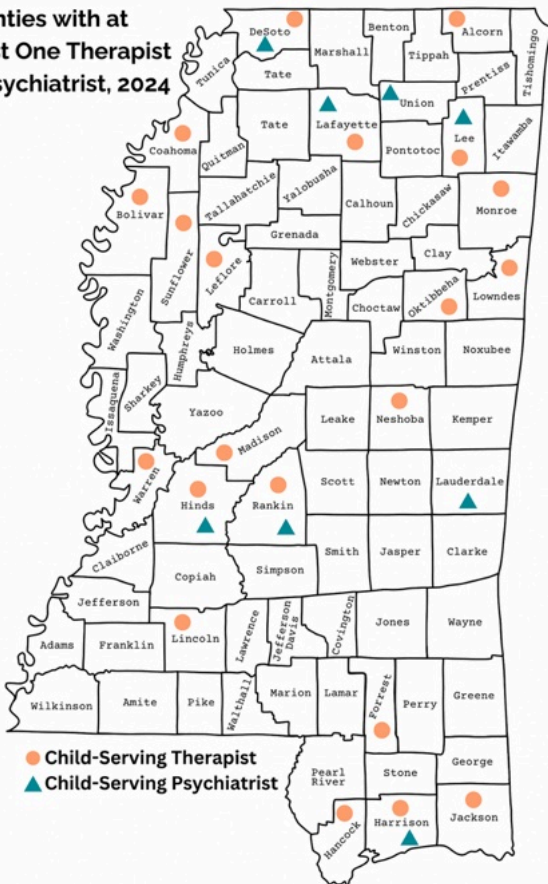 nties with at
ct One Therapist
sychiatrist, 2024
DeSoto
Benton
Alcorn
Tishomingo
Marshall
Tippah
Tunica
Tate
Prentiss
Union
Tate
Lafayette
Lee
Itawamba
Coahoma
Quitman
Pontotoc
Tallahatchie
Yalobusha
Calhoun
Chickasaw
Monroe
Bolivar
Sunflower
Grenada
Leflore
Webster
Clay
Montgomery
Carroll
Choctaw
Oktibbeha
Lowndes
Washington
Humphreys
Holmes
Attala
Winston
Noxubee
Issaquena
Sharkey
Yazoo
Leake
Neshoba
Kemper
Madison
Warren
Hinds
Rankin
Scott
Newton
Lauderdale
Claiborne
Copiah
Simpson
Smith
Jasper
Clarke
Jefferson
Lincoln
Lawrence
Jefferson
Davis
Covington
Jones
Wayne
Adams
Franklin
Wilkinson
Amite
Pike
Walthall
Marion
Lamar
Forrest
Perry
Greene
Child-Serving Therapist
Child-Serving Psychiatrist
Pearl
River
Stone
George
Hancock
Harrison
Jackson